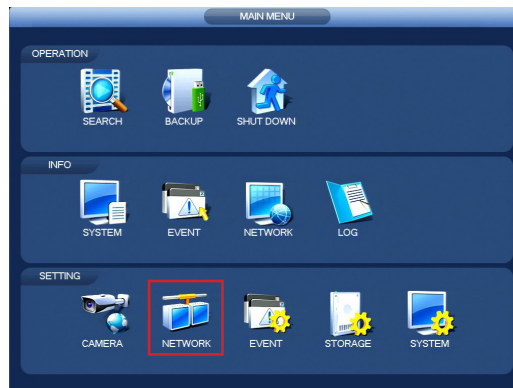 MAIN MENU
OPERATION
SEARCH BACKUP SHUT DOWN
INFO
SYSTEM EVENT NETWORK LOG
SETTING
CAMERA NETWORK EVENT STORAGE SYSTEM